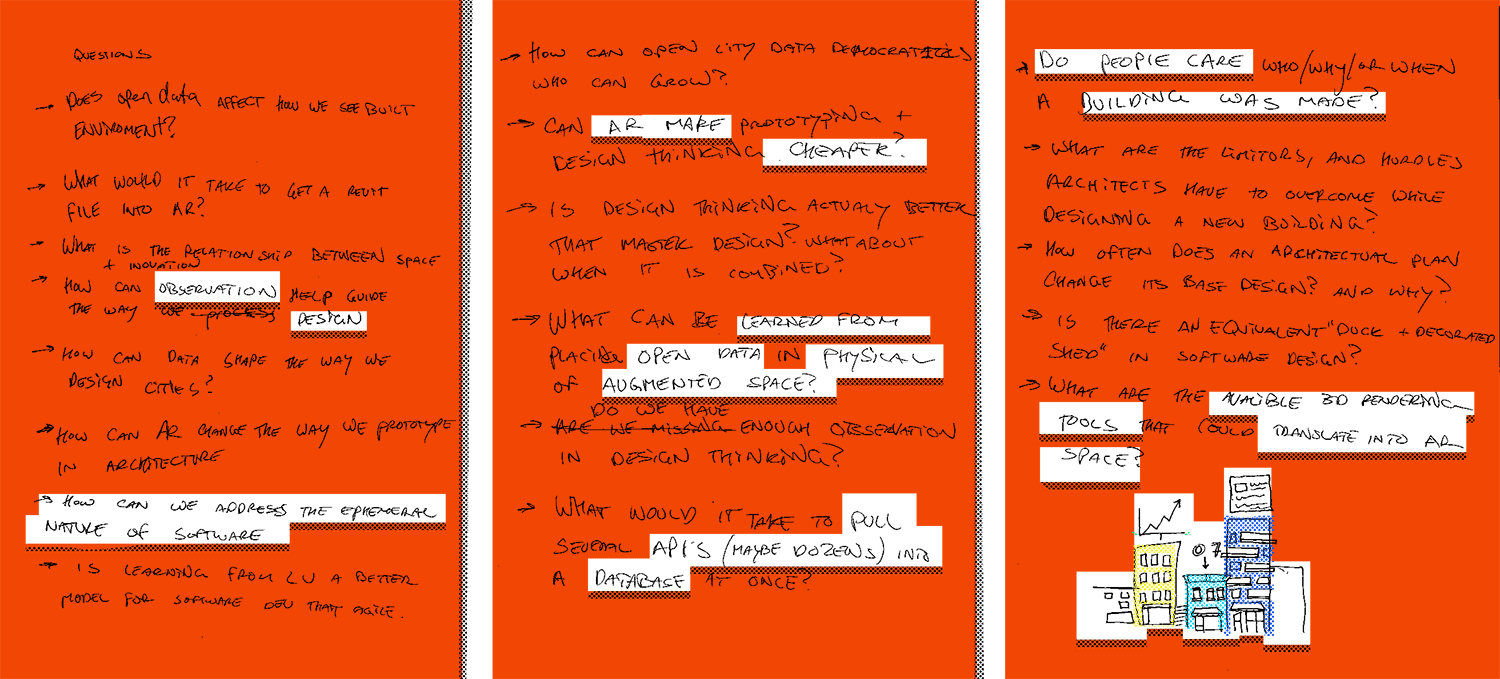 QUESTIONS
→ DOES open data AFFECT HOW WE SEE BUILT
ENVIROMENT?
→ WHAT WOULD IT TAKE TO GET A REVIT
FILE INTO AR?
→ WHAT IS THE RELATIONSHIP BETWEEN SPACE
+ INOVATION
→ HOW CAN OBSERVATION HELP GUIDE
THE WAY WE PROCESS DESIGN
→ HOW CAN DATA SHAPE THE WAY WE
DESIGN CITIES?
→ HOW CAN AR CHANGE THE WAY WE PROTOTYPE
IN ARCHITECTURE
→ HOW CAN WE ADDRESS THE EPHEMERAL
NATURE OF SOFTWARE
→ IS LEARNING FROM LV A BETTER
MODEL FOR SOFTWARE DEV THAT AGILE.
→ HOW CAN OPEN CITY DATA DEMOCRATIZES
WHO CAN GROW?
→ CAN AR MAKE PROTOTYPING +
DESIGN THINKING CHEAPER?
→ IS DESIGN THINKING ACTUALY BETTER
THAT MASTER DESIGN? WHAT ABOUT
WHEN IT IS COMBINED?
→ WHAT CAN BE LEARNED FROM
PLACING OPEN DATA IN PHYSICAL
OF AUGMENTED SPACE?
DO WE HAVE
→ ARE WE MISSING ENOUGH OBSERVATION
IN DESIGN THINKING?
→ WHAT WOULD IT TAKE TO PULL
SEVERAL API'S (MAYBE DOZENS) INTO
A DATABASE AT ONCE?
→ DO PEOPLE CARE WHO/WHY/OR WHEN
A BUILDING WAS MADE?
→ WHAT ARE THE LIMITORS, AND HURDLES
ARCHITECTS HAVE TO OVERCOME WHILE
DESIGNING A NEW BUILDING?
→ HOW OFTEN DOES AN ARCHITECTUAL PLAN
CHANGE ITS BASE DESIGN? AND WHY?
→ IS THERE AN EQUIVALENT "DUCK + DECORATED
SHED" IN SOFTWARE DESIGN?
→ WHAT ARE THE AVALIBLE 3D RENDERING
TOOLS THAT COULD TRANSLATE INTO AR
SPACE?